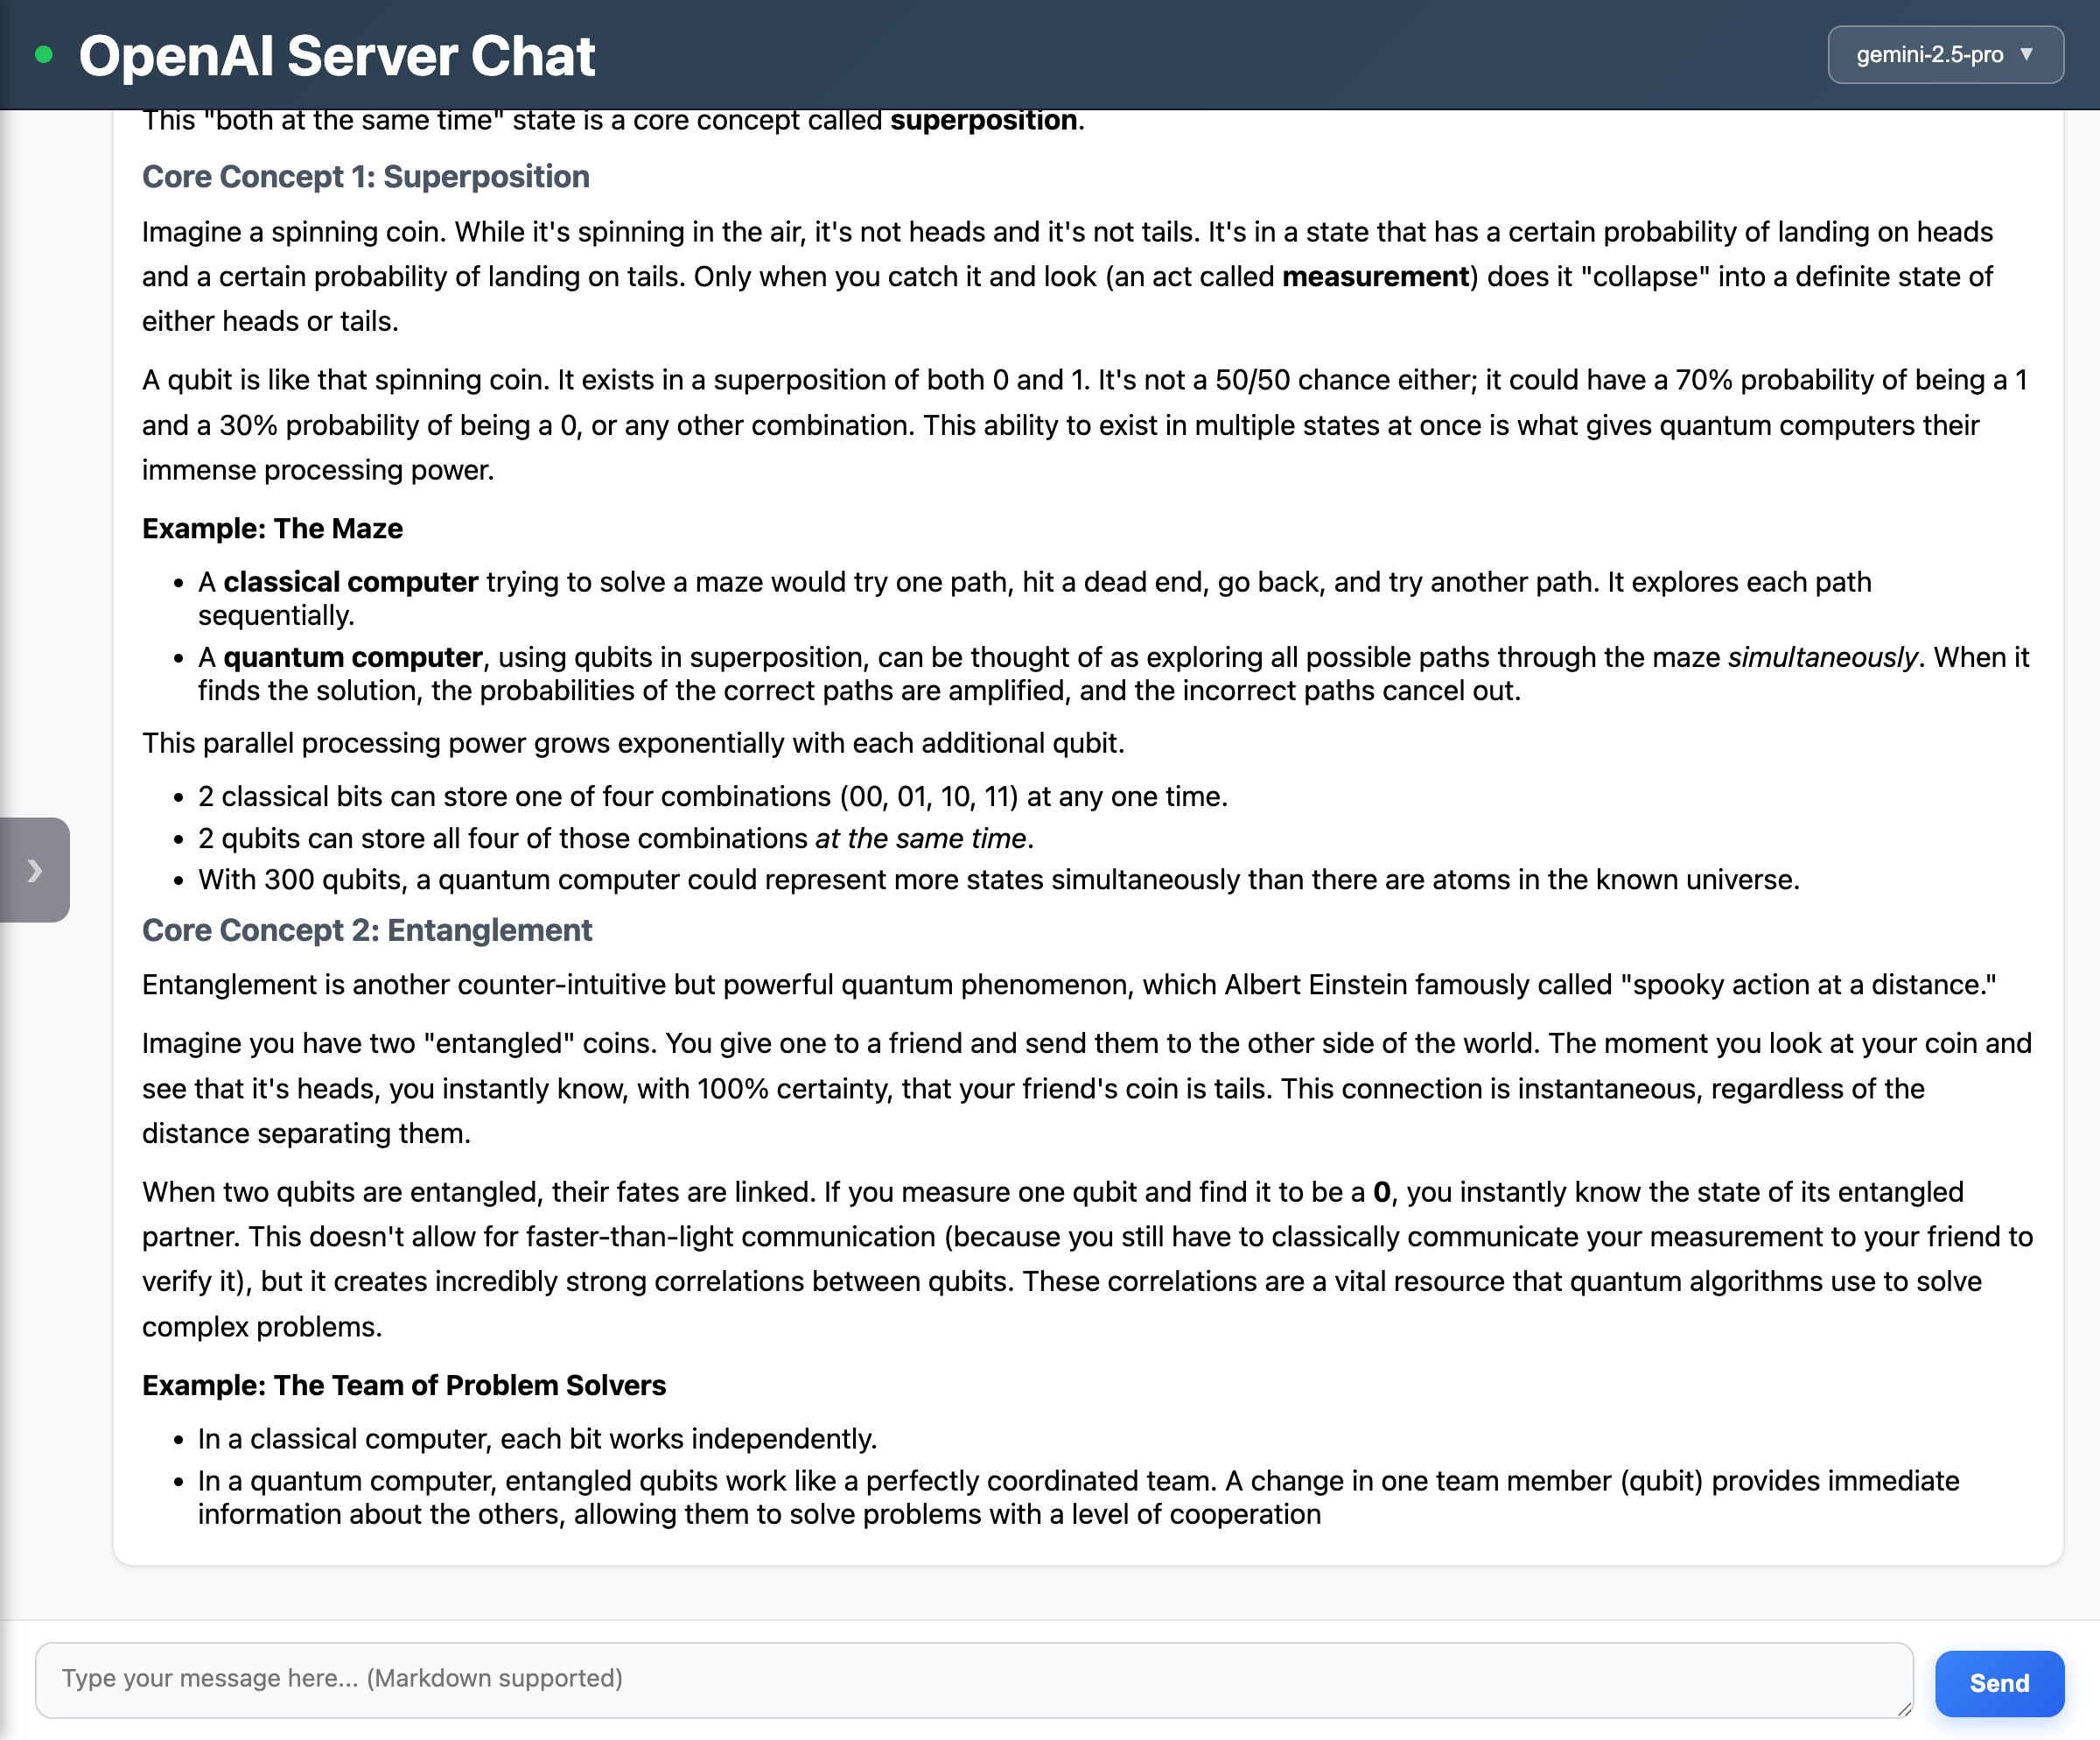 OpenAI Server Chat
gemini-2.5-pro ▼
This "both at the same time" state is a core concept called superposition.
Core Concept 1: Superposition
Imagine a spinning coin. While it's spinning in the air, it's not heads and it's not tails. It's in a state that has a certain probability of landing on heads
and a certain probability of landing on tails. Only when you catch it and look (an act called measurement) does it "collapse" into a definite state of
either heads or tails.
A qubit is like that spinning coin. It exists in a superposition of both 0 and 1. It's not a 50/50 chance either; it could have a 70% probability of being a 1
and a 30% probability of being a 0, or any other combination. This ability to exist in multiple states at once is what gives quantum computers their
immense processing power.
Example: The Maze
• A classical computer trying to solve a maze would try one path, hit a dead end, go back, and try another path. It explores each path
sequentially.
• A quantum computer, using qubits in superposition, can be thought of as exploring all possible paths through the maze simultaneously. When it
finds the solution, the probabilities of the correct paths are amplified, and the incorrect paths cancel out.
This parallel processing power grows exponentially with each additional qubit.
• 2 classical bits can store one of four combinations (00, 01, 10, 11) at any one time.
• 2 qubits can store all four of those combinations at the same time.
• With 300 qubits, a quantum computer could represent more states simultaneously than there are atoms in the known universe.
Core Concept 2: Entanglement
Entanglement is another counter-intuitive but powerful quantum phenomenon, which Albert Einstein famously called "spooky action at a distance."
Imagine you have two "entangled" coins. You give one to a friend and send them to the other side of the world. The moment you look at your coin and
see that it's heads, you instantly know, with 100% certainty, that your friend's coin is tails. This connection is instantaneous, regardless of the
distance separating them.
When two qubits are entangled, their fates are linked. If you measure one qubit and find it to be a 0, you instantly know the state of its entangled
partner. This doesn't allow for faster-than-light communication (because you still have to classically communicate your measurement to your friend to
verify it), but it creates incredibly strong correlations between qubits. These correlations are a vital resource that quantum algorithms use to solve
complex problems.
Example: The Team of Problem Solvers
• In a classical computer, each bit works independently.
• In a quantum computer, entangled qubits work like a perfectly coordinated team. A change in one team member (qubit) provides immediate
information about the others, allowing them to solve problems with a level of cooperation
Type your message here... (Markdown supported)
Send